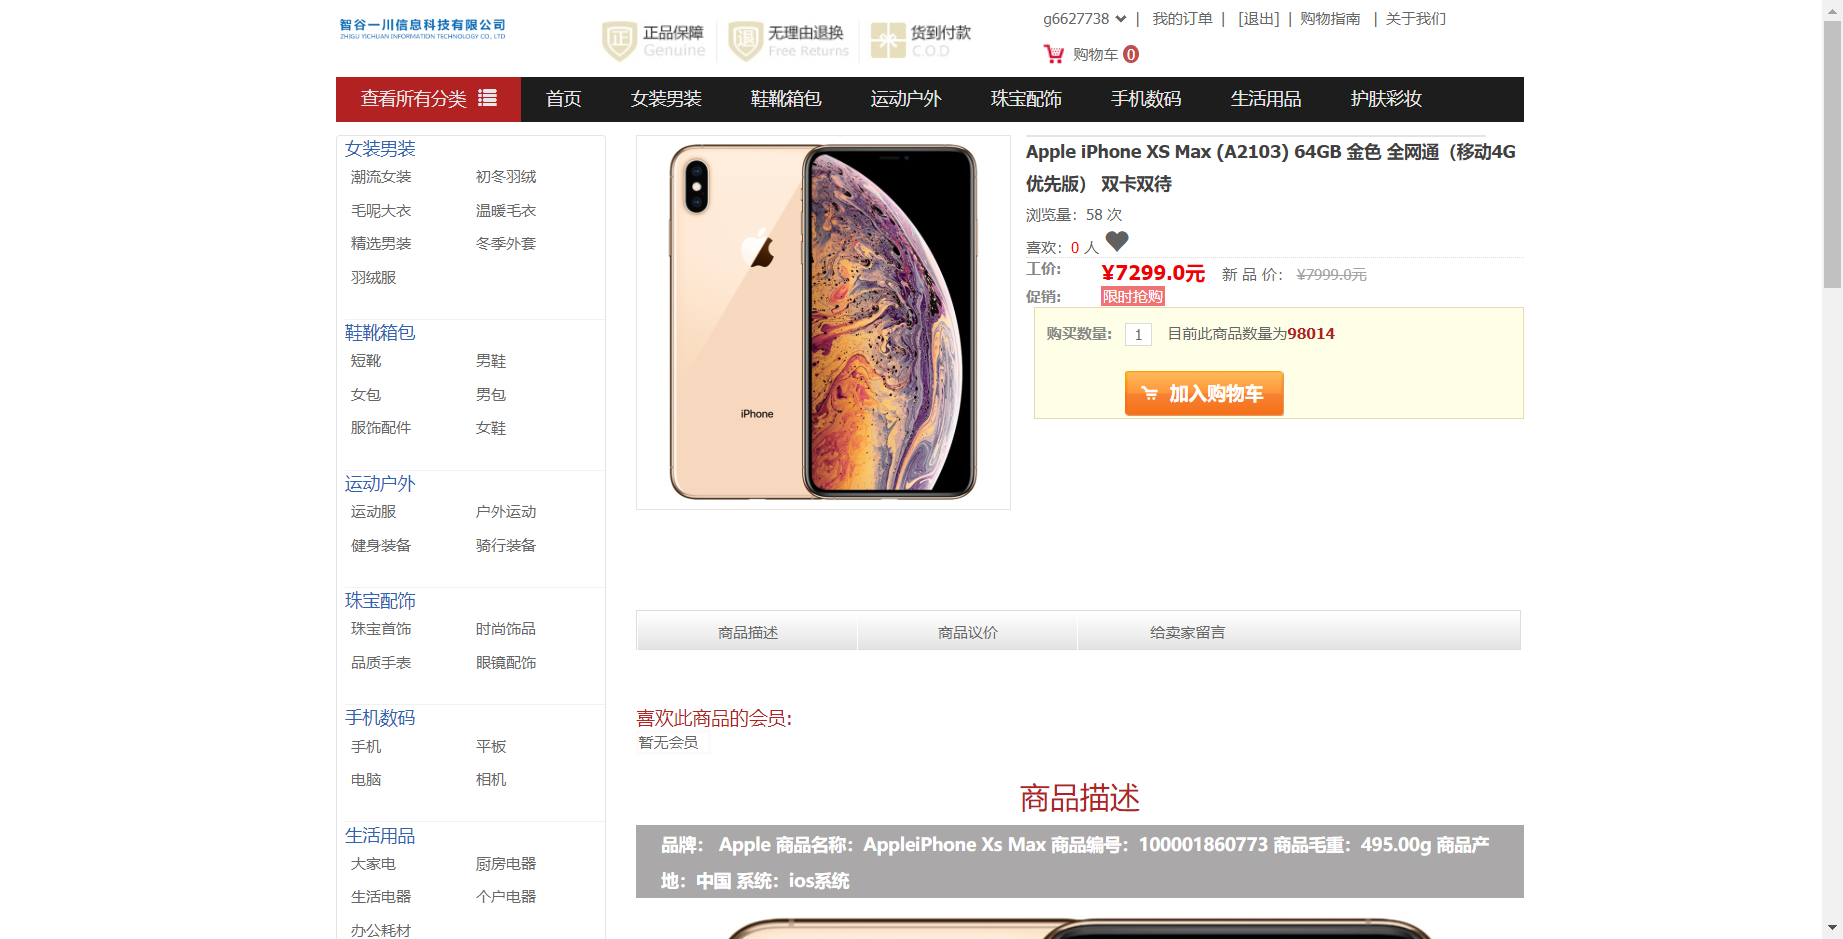 智谷一川信息科技有限公司
ZHIGU YICHUAN INFORMATION TECHNOLOGY CO., LTD
正品保障
Genuine
无理由退换
Free Returns
货到付款
C.O.D
g6627738 | 我的订单 | [退出] | 购物指南 | 关于我们
购物车 0
查看所有分类 首页 女装男装 鞋靴箱包 运动户外 珠宝配饰 手机数码 生活用品 护肤彩妆
女装男装
潮流女装 初冬羽绒
毛呢大衣 温暖毛衣
精选男装 冬季外套
羽绒服
鞋靴箱包
短靴 男鞋
女包 男包
服饰配件 女鞋
运动户外
运动服 户外运动
健身装备 骑行装备
珠宝配饰
珠宝首饰 时尚饰品
品质手表 眼镜配饰
手机数码
手机 平板
电脑 相机
生活用品
大家电 厨房电器
生活电器 个户电器
办公耗材
iPhone
Apple iPhone XS Max (A2103) 64GB 金色 全网通（移动4G
优先版） 双卡双待
浏览量：58 次
喜欢：0 人
工价: ¥7299.0元 新 品 价： ¥7999.0元
促销: 限时抢购
购买数量: 1 目前此商品数量为98014
加入购物车
商品描述 商品议价 给卖家留言
喜欢此商品的会员:
暂无会员
商品描述
品牌： Apple 商品名称：AppleiPhone Xs Max 商品编号：100001860773 商品毛重：495.00g 商品产
地：中国 系统：ios系统